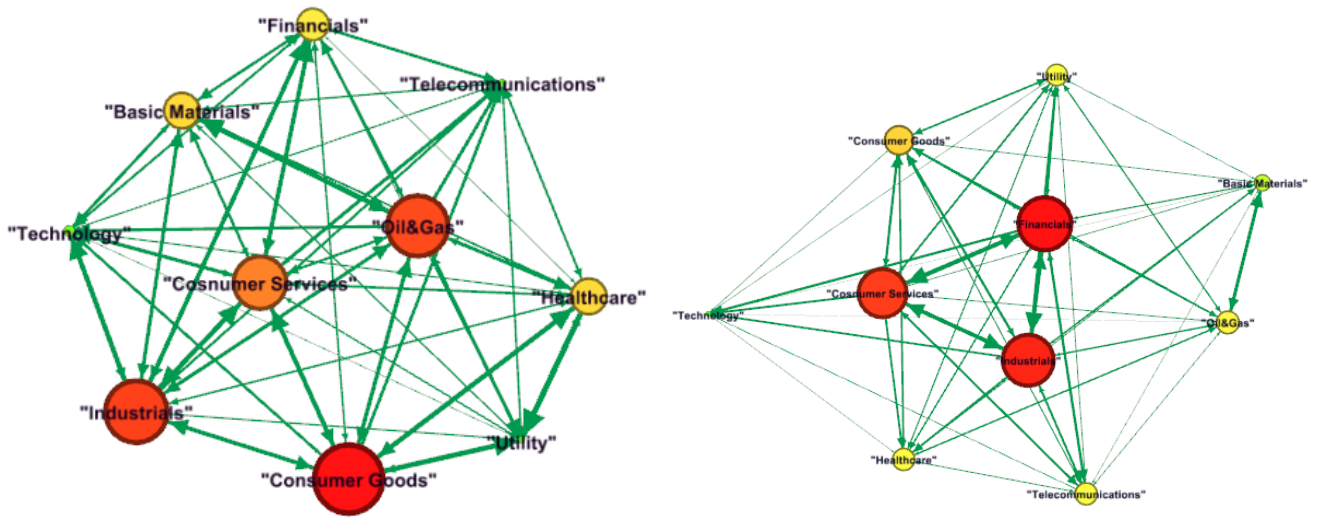 "Financials"
"Telecommunications"
"Basic Materials"
"Technology"
"Oil&Gas"
"Cosnumer Services"
"Healthcare"
"Industrials"
"Utility"
"Consumer Goods"
"Utility"
"Consumer Goods"
"Basic Materials"
"Financials"
"Cosnumer Services"
"Technology"
"Oil&Gas"
"Industrials"
"Healthcare"
"Telecommunications"